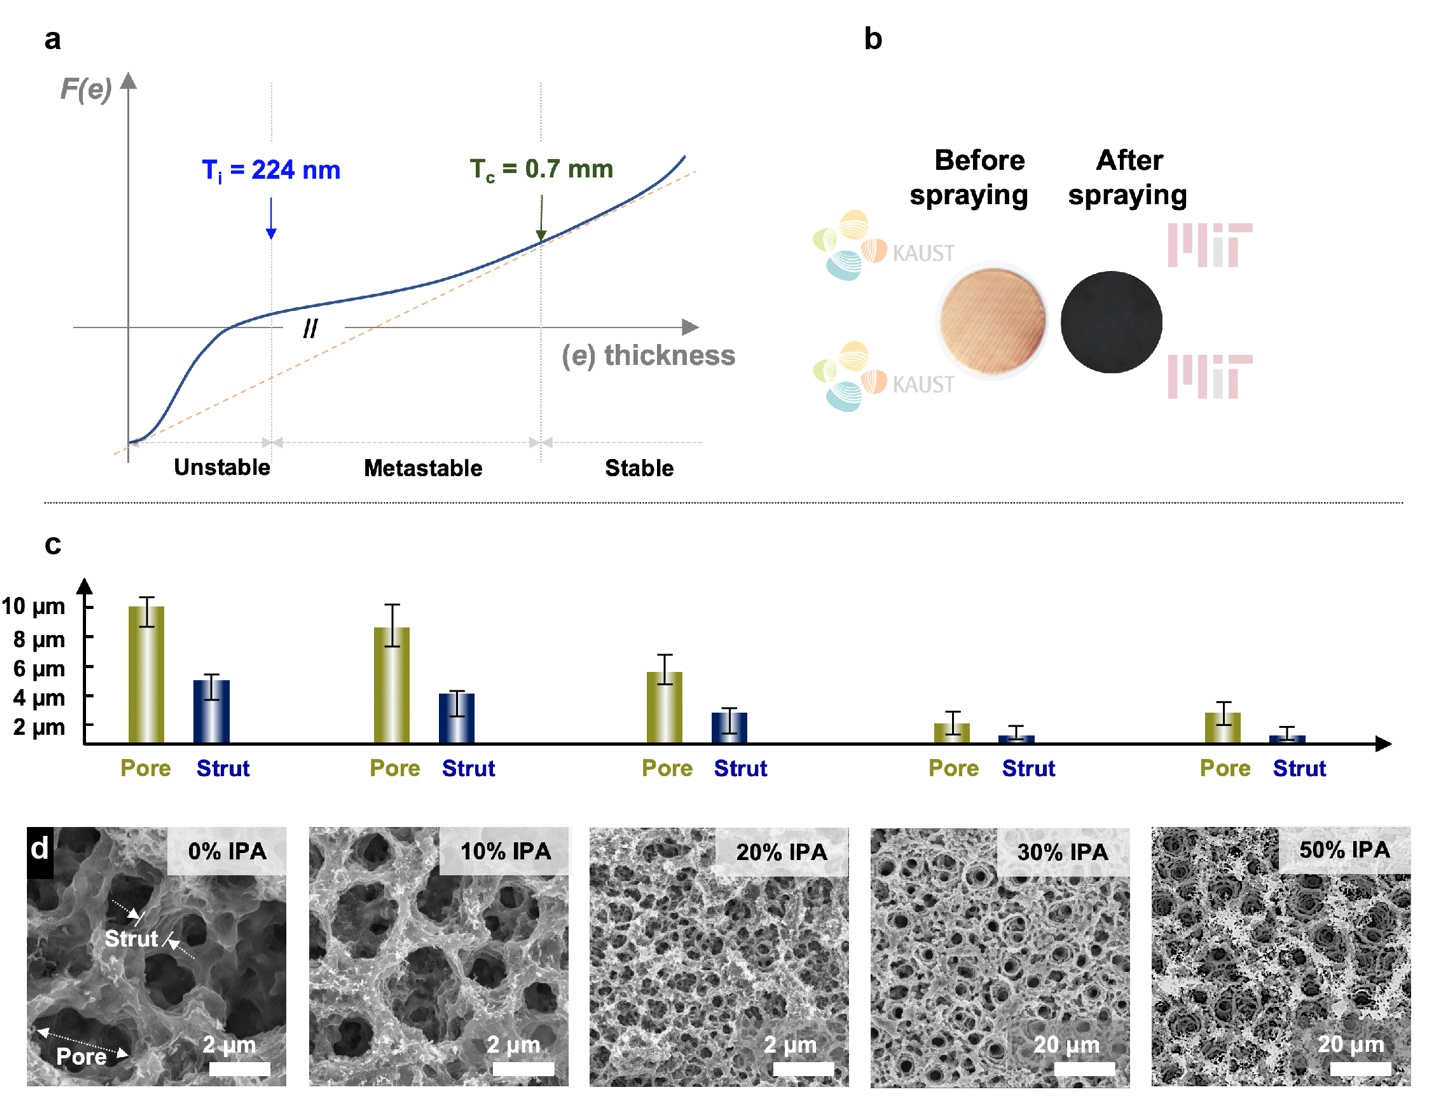 a
F(e)
Ti = 224 nm
Tc = 0.7 mm
//
(e) thickness
Unstable
Metastable
Stable
b
Before spraying
After spraying
KAUST
MIT
KAUST
MIT
c
10 µm
8 µm
6 µm
4 µm
2 µm
Pore Strut
Pore Strut
Pore Strut
Pore Strut
Pore Strut
d
0% IPA
Strut
Pore
2 µm
10% IPA
2 µm
20% IPA
2 µm
30% IPA
20 µm
50% IPA
20 µm